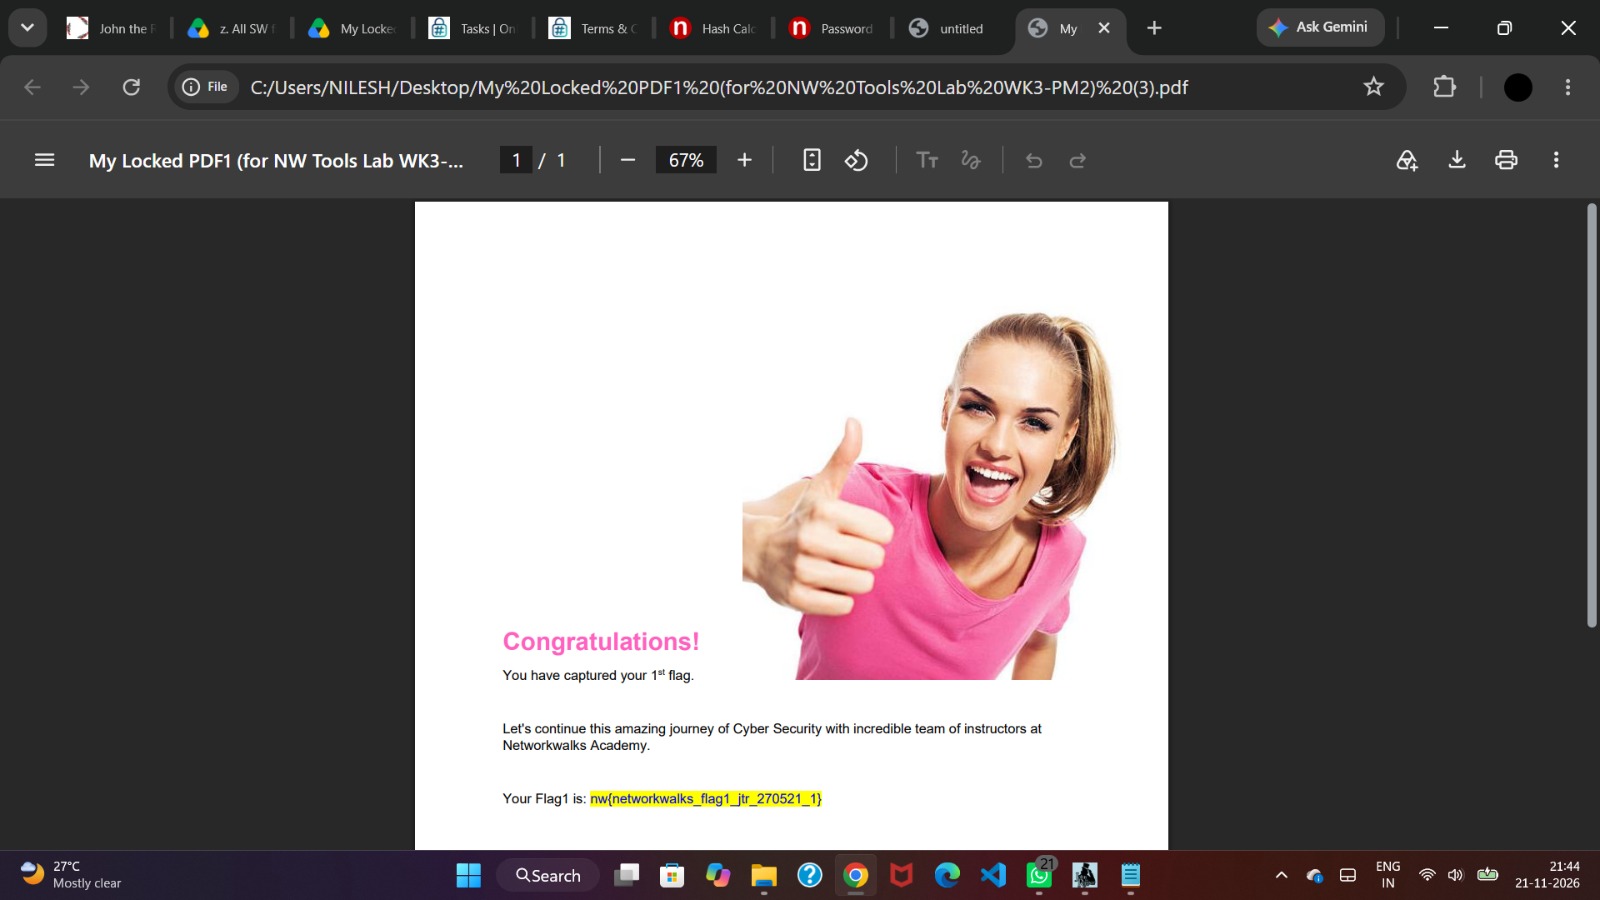 John the R
z. All SW f
My Locke
Tasks | On
Terms & C
Hash Calc
Password
untitled
My
Ask Gemini
File
C:/Users/NILESH/Desktop/My%20Locked%20PDF1%20(for%20NW%20Tools%20Lab%20WK3-PM2)%20(3).pdf
My Locked PDF1 (for NW Tools Lab WK3-...
1 / 1
67%
Congratulations!
You have captured your 1st flag.
Let's continue this amazing journey of Cyber Security with incredible team of instructors at
Networkwalks Academy.
Your Flag1 is: nw{networkwalks_flag1_jtr_270521_1}
27°C
Mostly clear
Search
21
ENG
IN
21:44
21-11-2026